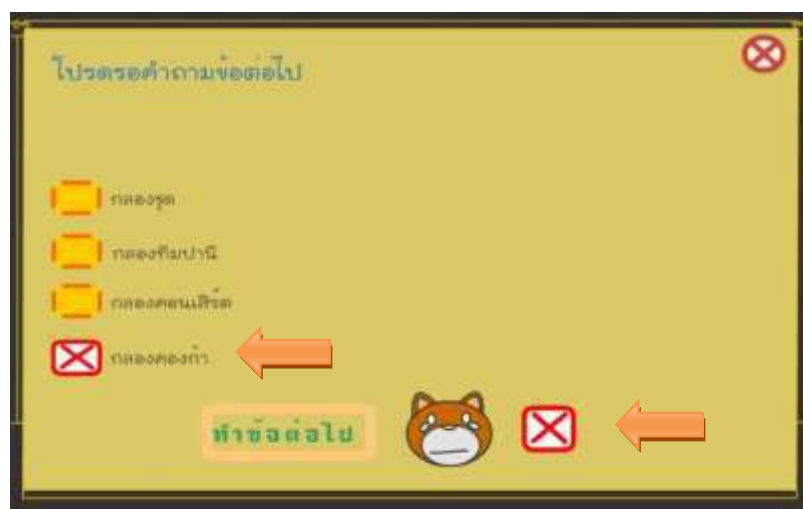 โปรดรอคำถามข้อต่อไป
กลองชุด
กลองทิมปานี
กลองคอนเสิร์ต
กลองคองก้า
ทำข้อต่อไป